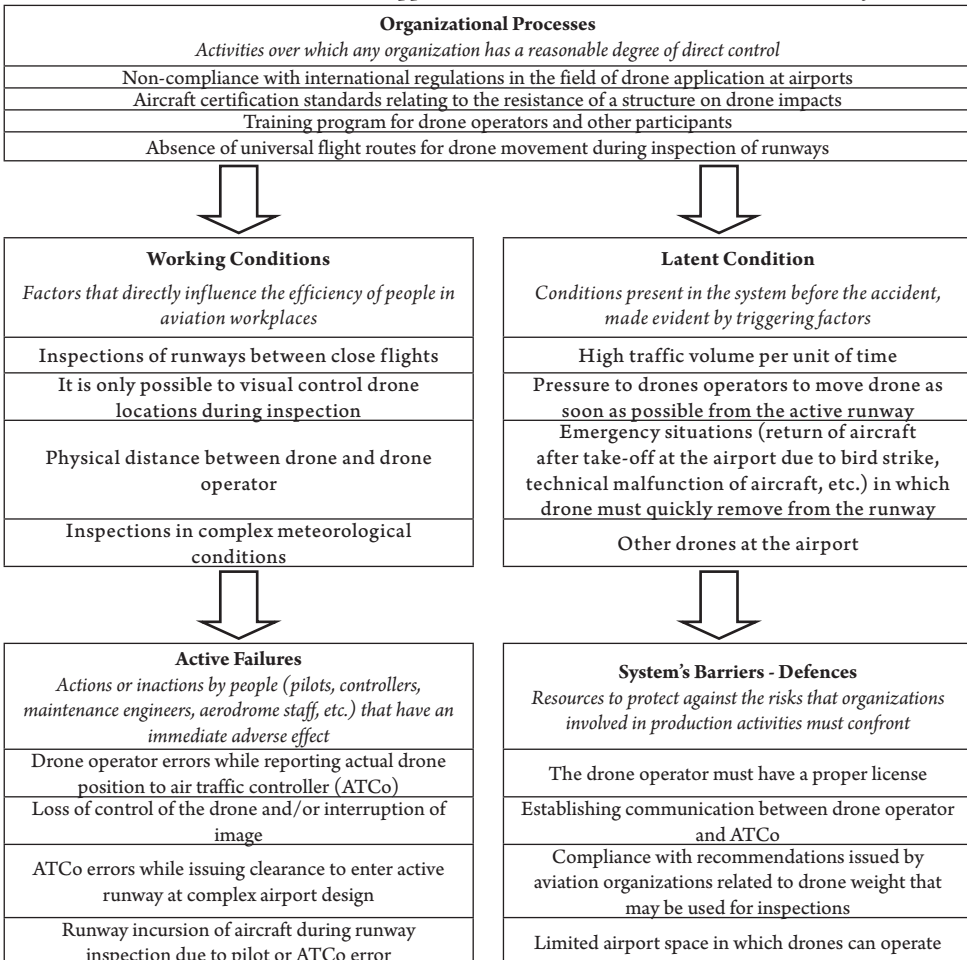 Organizational Processes
Activities over which any organization has a reasonable degree of direct control
Non-compliance with international regulations in the field of drone application at airports
Aircraft certification standards relating to the resistance of a structure on drone impacts
Training program for drone operators and other participants
Absence of universal flight routes for drone movement during inspection of runways
Working Conditions
Factors that directly influence the efficiency of people in
aviation workplaces
Inspections of runways between close flights
It is only possible to visual control drone
locations during inspection
Physical distance between drone and drone
operator
Inspections in complex meteorological
conditions
Latent Condition
Conditions present in the system before the accident,
made evident by triggering factors
High traffic volume per unit of time
Pressure to drones operators to move drone as
soon as possible from the active runway
Emergency situations (return of aircraft
after take-off at the airport due to bird strike,
technical malfunction of aircraft, etc.) in which
drone must quickly remove from the runway
Other drones at the airport
Active Failures
Actions or inactions by people (pilots, controllers,
maintenance engineers, aerodrome staff, etc.) that have an
immediate adverse effect
Drone operator errors while reporting actual drone
position to air traffic controller (ATCo)
Loss of control of the drone and/or interruption of
image
ATCo errors while issuing clearance to enter active
runway at complex airport design
Runway incursion of aircraft during runway
inspection due to pilot or ATCo error
System's Barriers - Defences
Resources to protect against the risks that organizations
involved in production activities must confront
The drone operator must have a proper license
Establishing communication between drone operator
and ATCo
Compliance with recommendations issued by
aviation organizations related to drone weight that
may be used for inspections
Limited airport space in which drones can operate